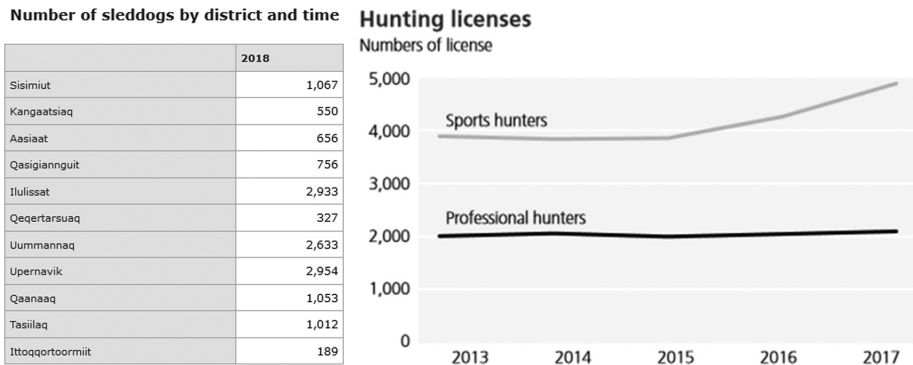 Number of sleddogs by district and time
2018
Sisimiut 1,067
Kangaatsiaq 550
Aasiaat 656
Qasigiannguit 756
Ilulissat 2,933
Qeqertarsuaq 327
Uummannaq 2,633
Upernavik 2,954
Qaanaaq 1,053
Tasiilaq 1,012
Ittoqqortoormiit 189
Hunting licenses
Numbers of license
5,000
Sports hunters
4,000
3,000
Professional hunters
2,000
1,000
0
2013 2014 2015 2016 2017